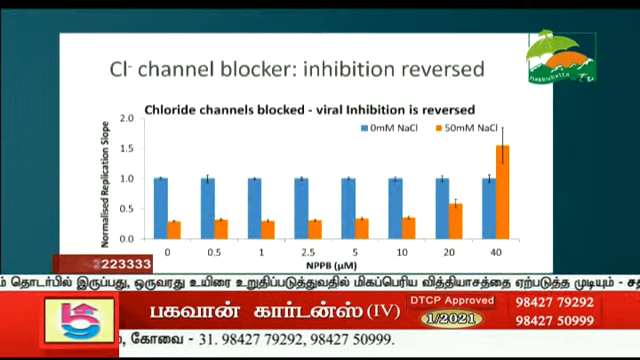 Cl- channel blocker: inhibition reversed
Chloride channels blocked - viral Inhibition is reversed
0mM NaCl 50mM NaCl
Normalised Replication Slope
2.0
1.5
1.0
0.5
0.0
0 0.5 1 2.5 5 10 20 40
NPPB (μM)
223333
தொடர்பில் இருப்பது, ஒருவரது உயிரை உறுதிப்படுத்துவதில் மிகப்பெரிய வித்தியாசத்தை ஏற்படுத்த முடியும் -
பகவான் கார்டன்ஸ் (IV)
DTCP Approved
1/2021
98427 79292
98427 50999
கோவை - 31. 98427 79292, 98427 50999.